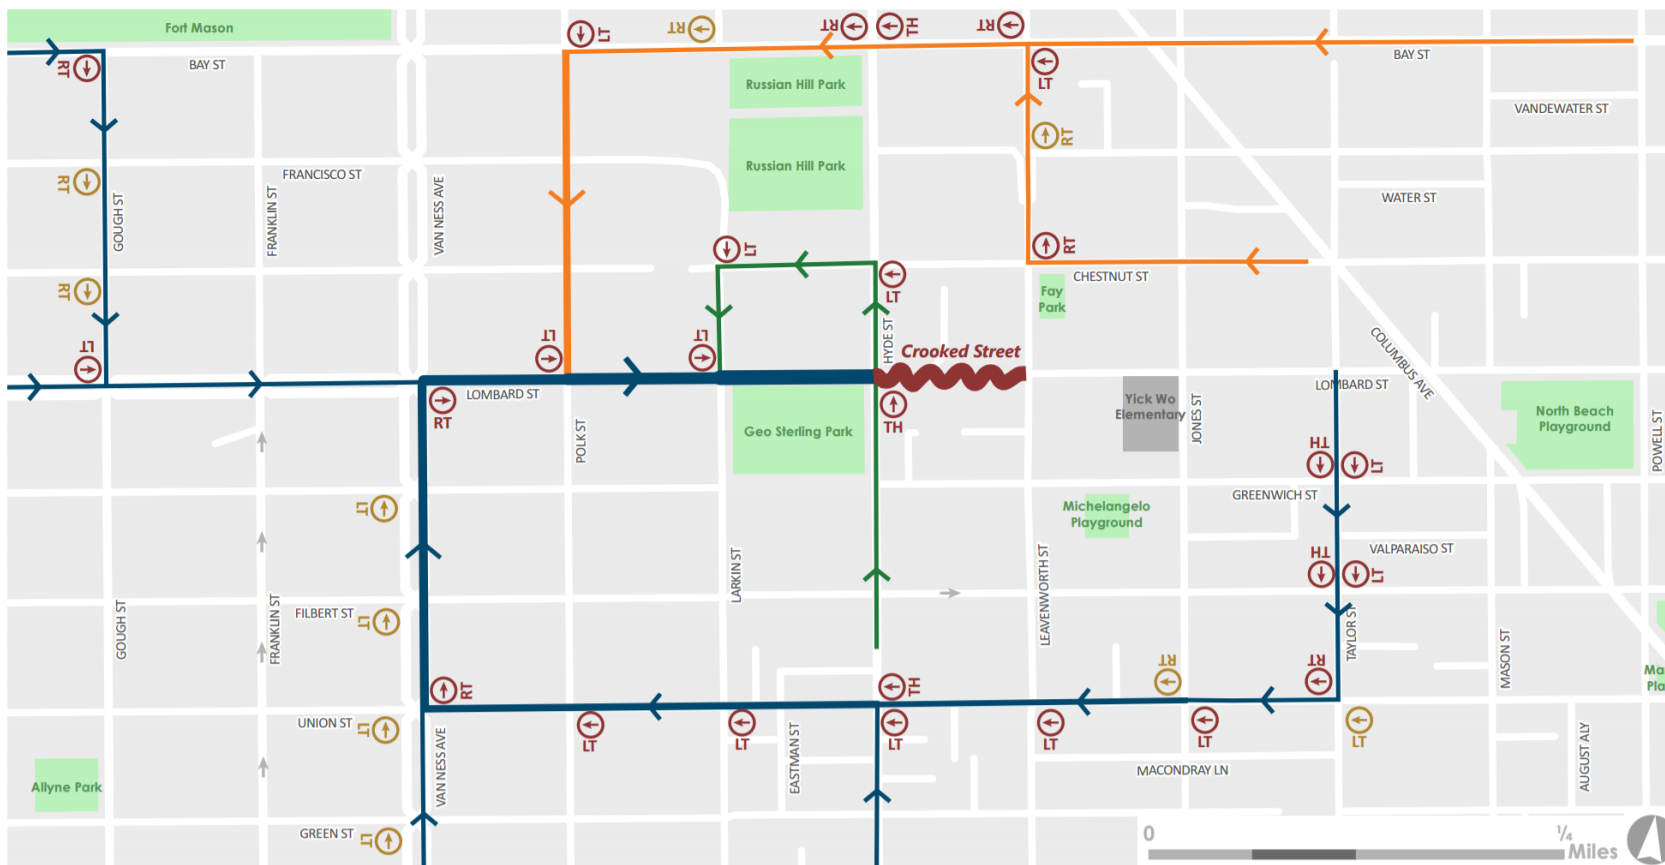 Fort Mason
LT
RT
RT
TH
RT
BAY ST
BAY ST
RT
LT
Russian Hill Park
VANDEWATER ST
RT
Russian Hill Park
FRANCISCO ST
RT
WATER ST
GOUGH ST
FRANKLIN ST
VAN NESS AVE
LT
RT
CHESTNUT ST
RT
LT
Fay
Park
HYDE ST
COLUMBUS AVE
LT
LT
LT
Crooked Street
LOMBARD ST
LOMBARD ST
RT
TH
Yick Wo
Elementary
JONES ST
North Beach
Playground
POLK ST
Geo Sterling Park
POWELL ST
TH
LT
GREENWICH ST
LT
Michelangelo
Playground
VALPARAISO ST
TH
LT
LARKIN ST
LEAVENWORTH ST
FILBERT ST
LT
GOUGH ST
FRANKLIN ST
TAYLOR ST
MASON ST
RT
TH
RT
RT
Ma
Pla
UNION ST
LT
LT
LT
LT
LT
LT
LT
VAN NESS AVE
EASTMAN ST
MACONDRAY LN
AUGUST ALY
Allyne Park
GREEN ST
LT
0
¼
Miles